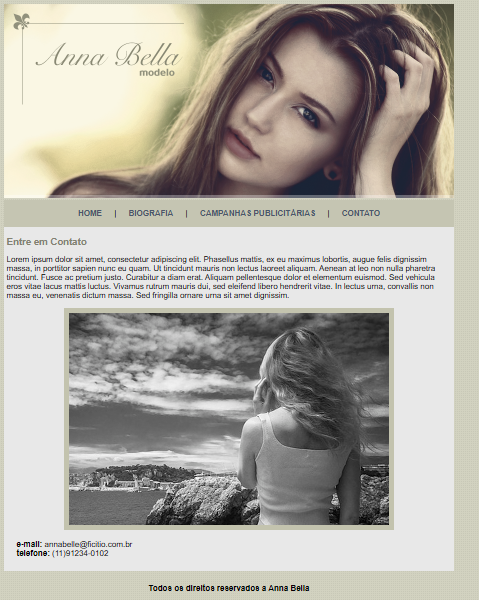 Anna Bella
modelo
HOME | BIOGRAFIA | CAMPANHAS PUBLICITÁRIAS | CONTATO
Entre em Contato
Lorem ipsum dolor sit amet, consectetur adipiscing elit. Phasellus mattis, ex eu maximus lobortis, augue felis dignissim
massa, in porttitor sapien nunc eu quam. Ut tincidunt mauris non lectus laoreet aliquam. Aenean at leo non nulla pharetra
tincidunt. Fusce ac pretium justo. Curabitur a diam erat. Aliquam pellentesque dolor et elementum euismod. Sed vehicula
eros vitae lacus mattis luctus. Vivamus rutrum mauris dui, sed eleifend libero hendrerit vitae. In lectus urna, convallis non
massa eu, venenatis dictum massa. Sed fringilla ornare urna sit amet dignissim.
e-mail: annabelle@ficitio.com.br
telefone: (11)91234-0102
Todos os direitos reservados a Anna Bella